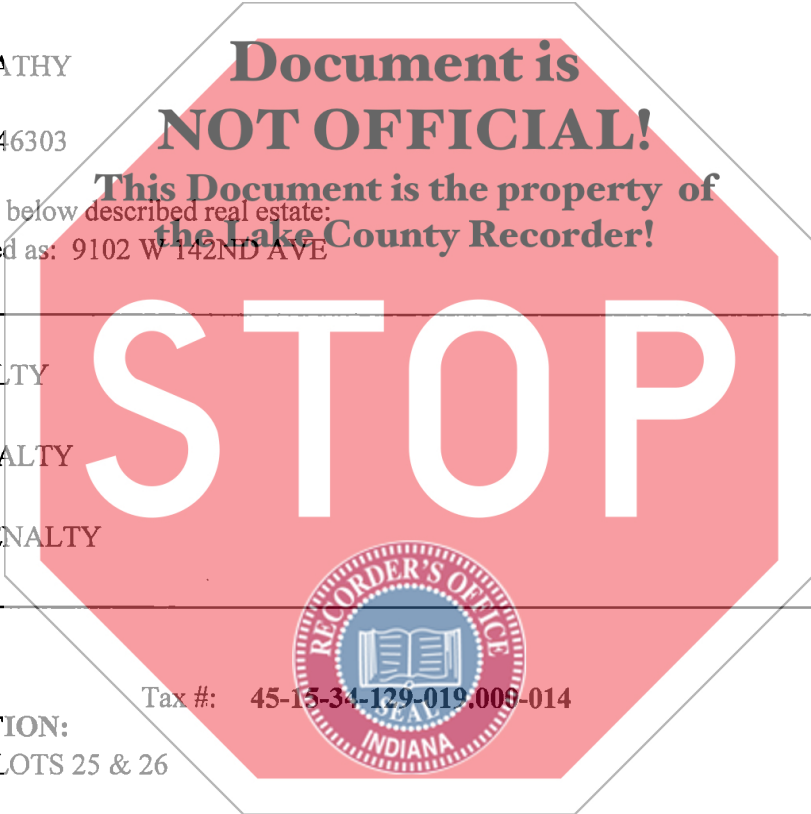 ATHY
Document is
NOT OFFICIAL!
46303
This Document is the property of
below described real estate:
the Lake County Recorder!
d as: 9102 W 142ND AVE
STOP
LTY
ALTY
NALTY
RECORDER'S OFFICE
SEAL
INDIANA
Tax #: 45-15-34-129-019.000-014
TION:
LOTS 25 & 26